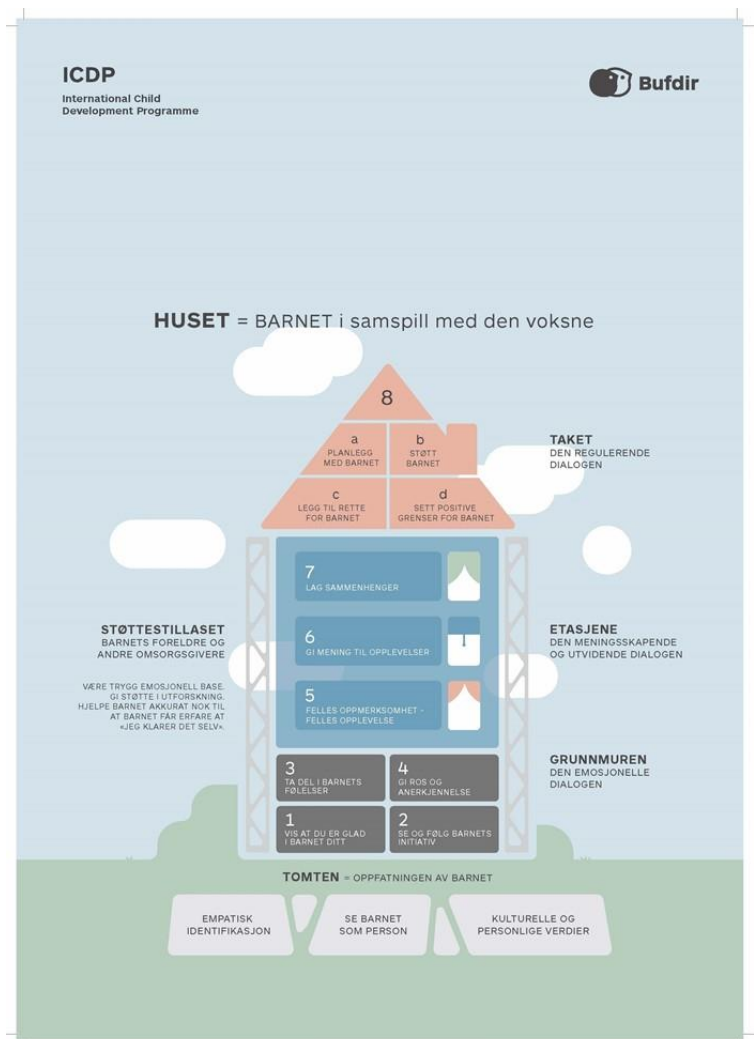 ICDP
International Child
Development Programme
Bufdir
HUSET = BARNET i samspill med den voksne
8
a
PLANLEGG
MED BARNET
b
STØTT
BARNET
c
LEGG TIL RETTE
FOR BARNET
d
SETT POSITIVE
GRENSER FOR BARNET
TAKET
DEN REGULERENDE
DIALOGEN
7
LAG SAMMENHENGER
6
GI MENING TIL OPPLEVELSER
5
FELLES OPPMERKSOMHET -
FELLES OPPLEVELSE
STØTTESTILLASET
BARNETS FORELDRE OG
ANDRE OMSORGSGIVERE
VÆRE TRYGG EMOSJONELL BASE.
GI STØTTE I UTFORSKNING.
HJELPE BARNET AKKURAT NOK TIL
AT BARNET FÅR ERFARE AT
«JEG KLARER DET SELV».
ETASJENE
DEN MENINGSSKAPENDE
OG UTVIDENDE DIALOGEN
3
TA DEL I BARNETS
FØLELSER
4
GI ROS OG
ANERKJENNELSE
1
VIS AT DU ER GLAD
I BARNET DITT
2
SE OG FØLG BARNETS
INITIATIV
GRUNNMUREN
DEN EMOSJONELLE
DIALOGEN
TOMTEN = OPPFATNINGEN AV BARNET
EMPATISK
IDENTIFIKASJON
SE BARNET
SOM PERSON
KULTURELLE OG
PERSONLIGE VERDIER